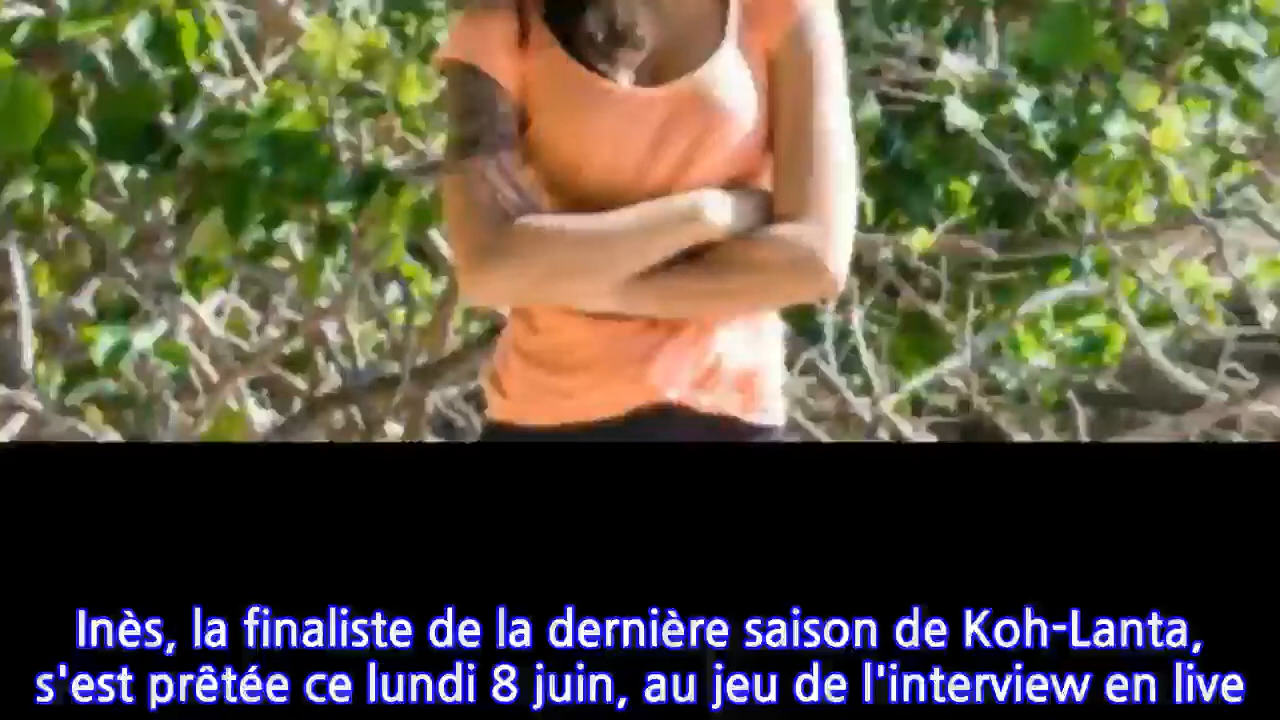 Inès, la finaliste de la dernière saison de Koh-Lanta,
s'est prêtée ce lundi 8 juin, au jeu de l'interview en live